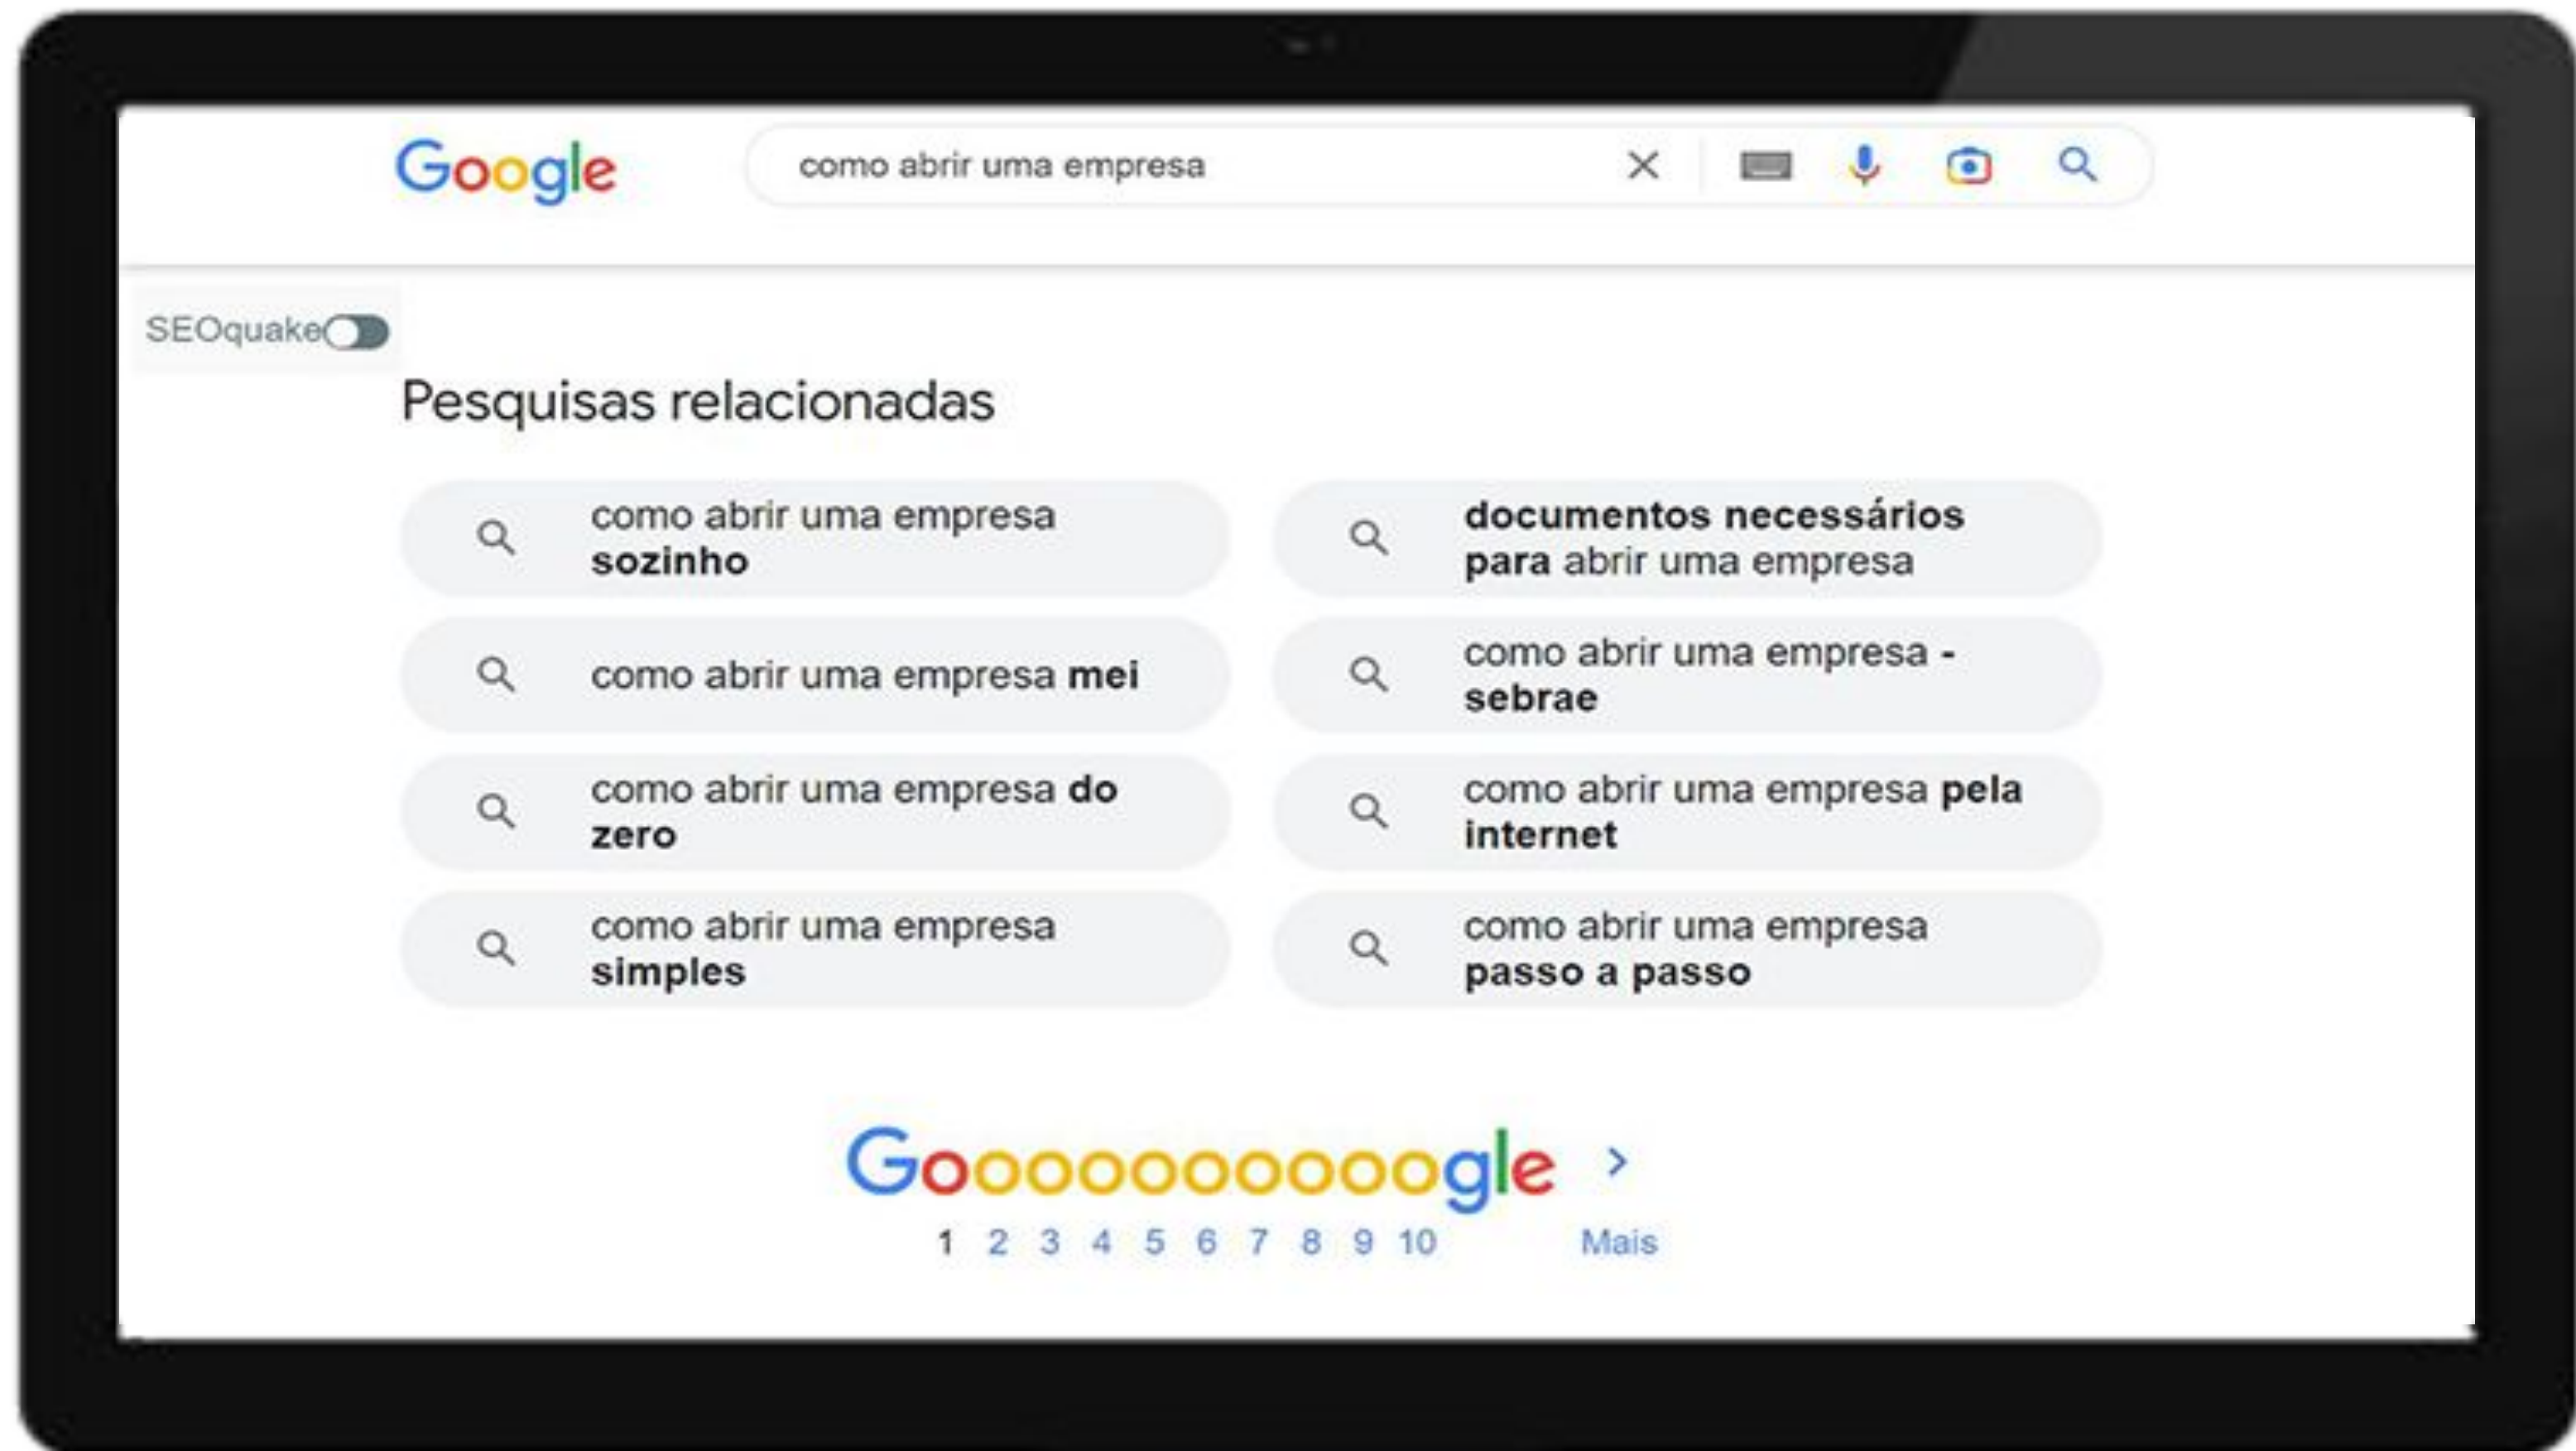 Google
como abrir uma empresa
SEOquake
Pesquisas relacionadas
como abrir uma empresa
sozinho
documentos necessários
para abrir uma empresa
como abrir uma empresa mei
como abrir uma empresa -
sebrae
como abrir uma empresa do
zero
como abrir uma empresa pela
internet
como abrir uma empresa
simples
como abrir uma empresa
passo a passo
Goooooooooogle >
1 2 3 4 5 6 7 8 9 10 Mais